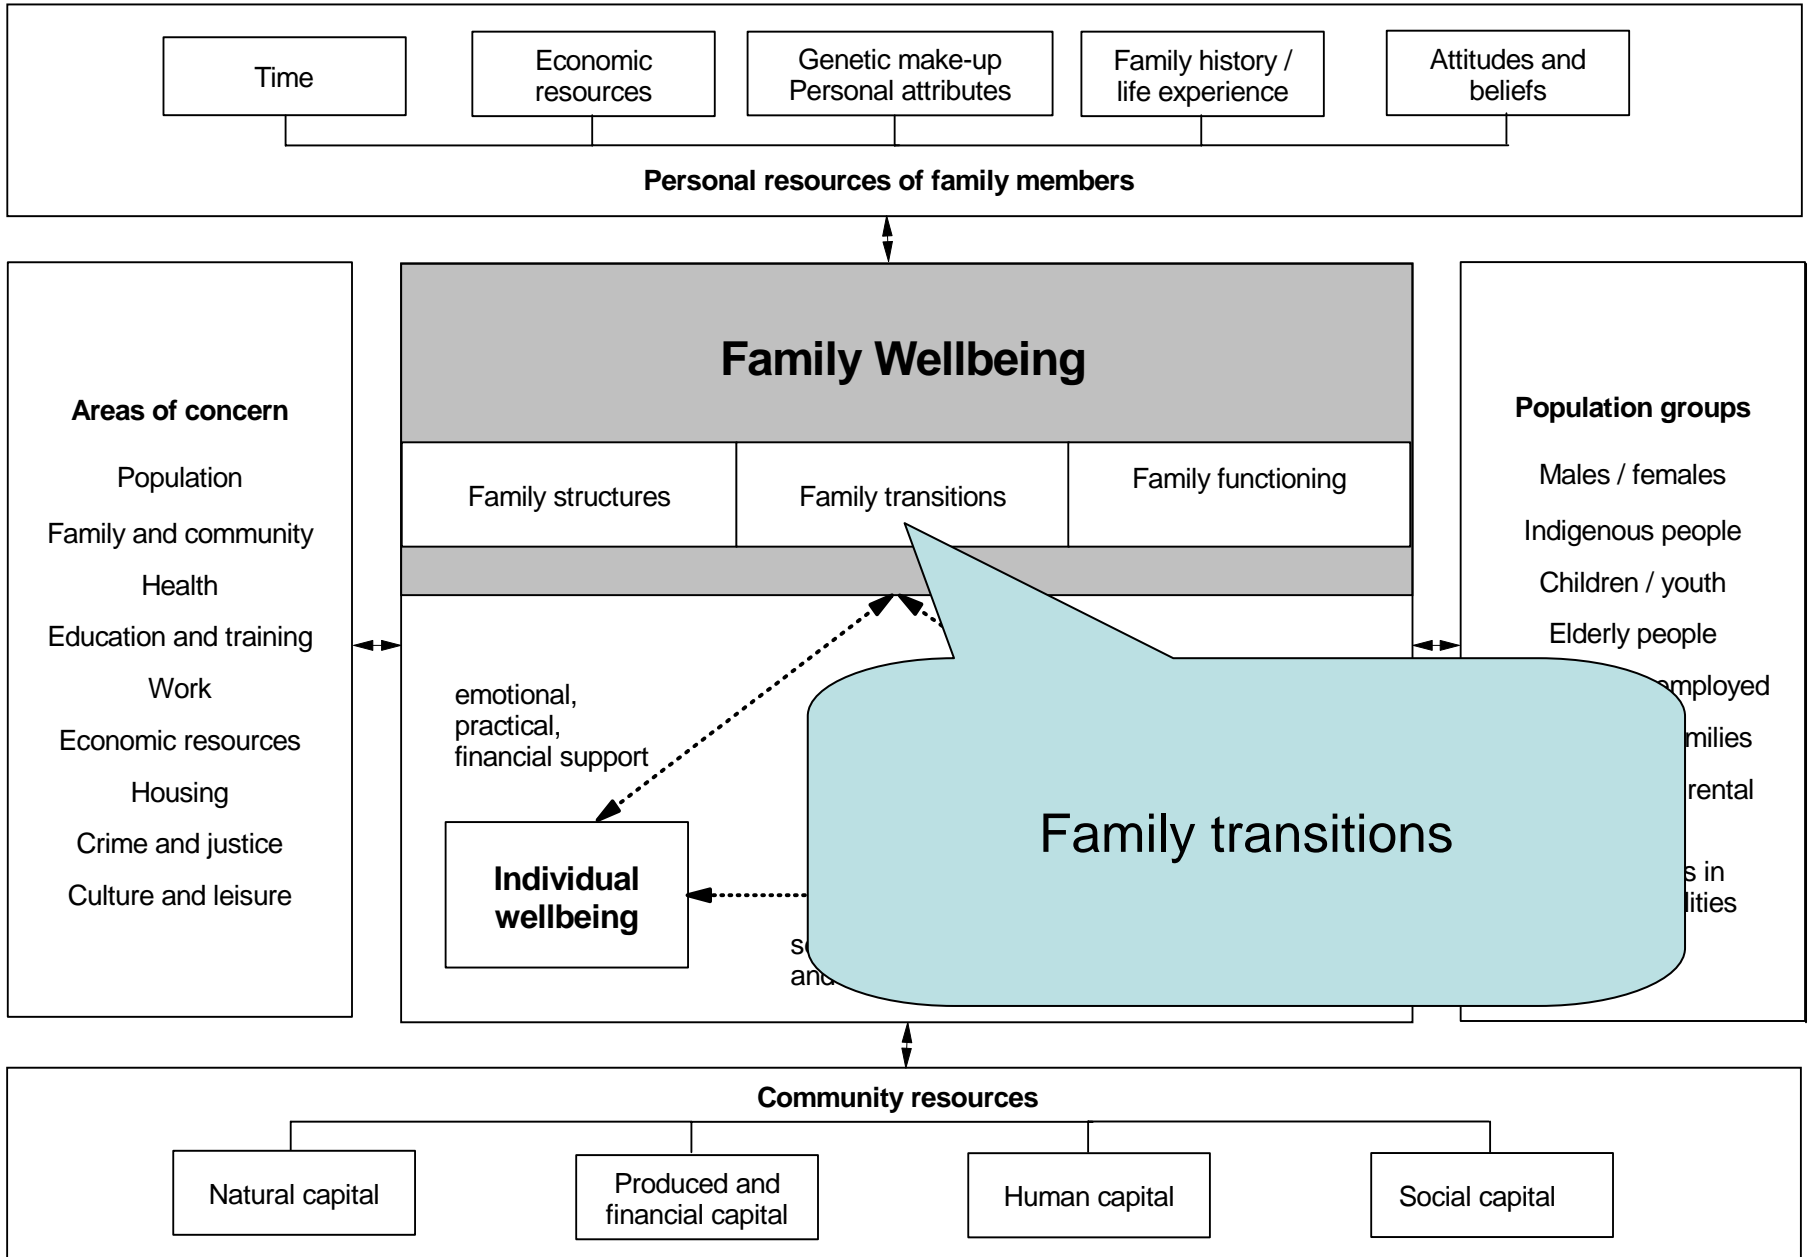 Time
Economic
resources
Genetic make-up
Personal attributes
Family history /
life experience
Attitudes and
beliefs
Personal resources of family members
Areas of concern
Population
Family and community
Health
Education and training
Work
Economic resources
Housing
Crime and justice
Culture and leisure
Family Wellbeing
Family structures
Family transitions
Family functioning
emotional,
practical,
financial support
Individual
wellbeing
and
Family transitions
Population groups
Males / females
Indigenous people
Children / youth
Elderly people
rental
in
Community resources
Natural capital
Produced and
financial capital
Human capital
Social capital